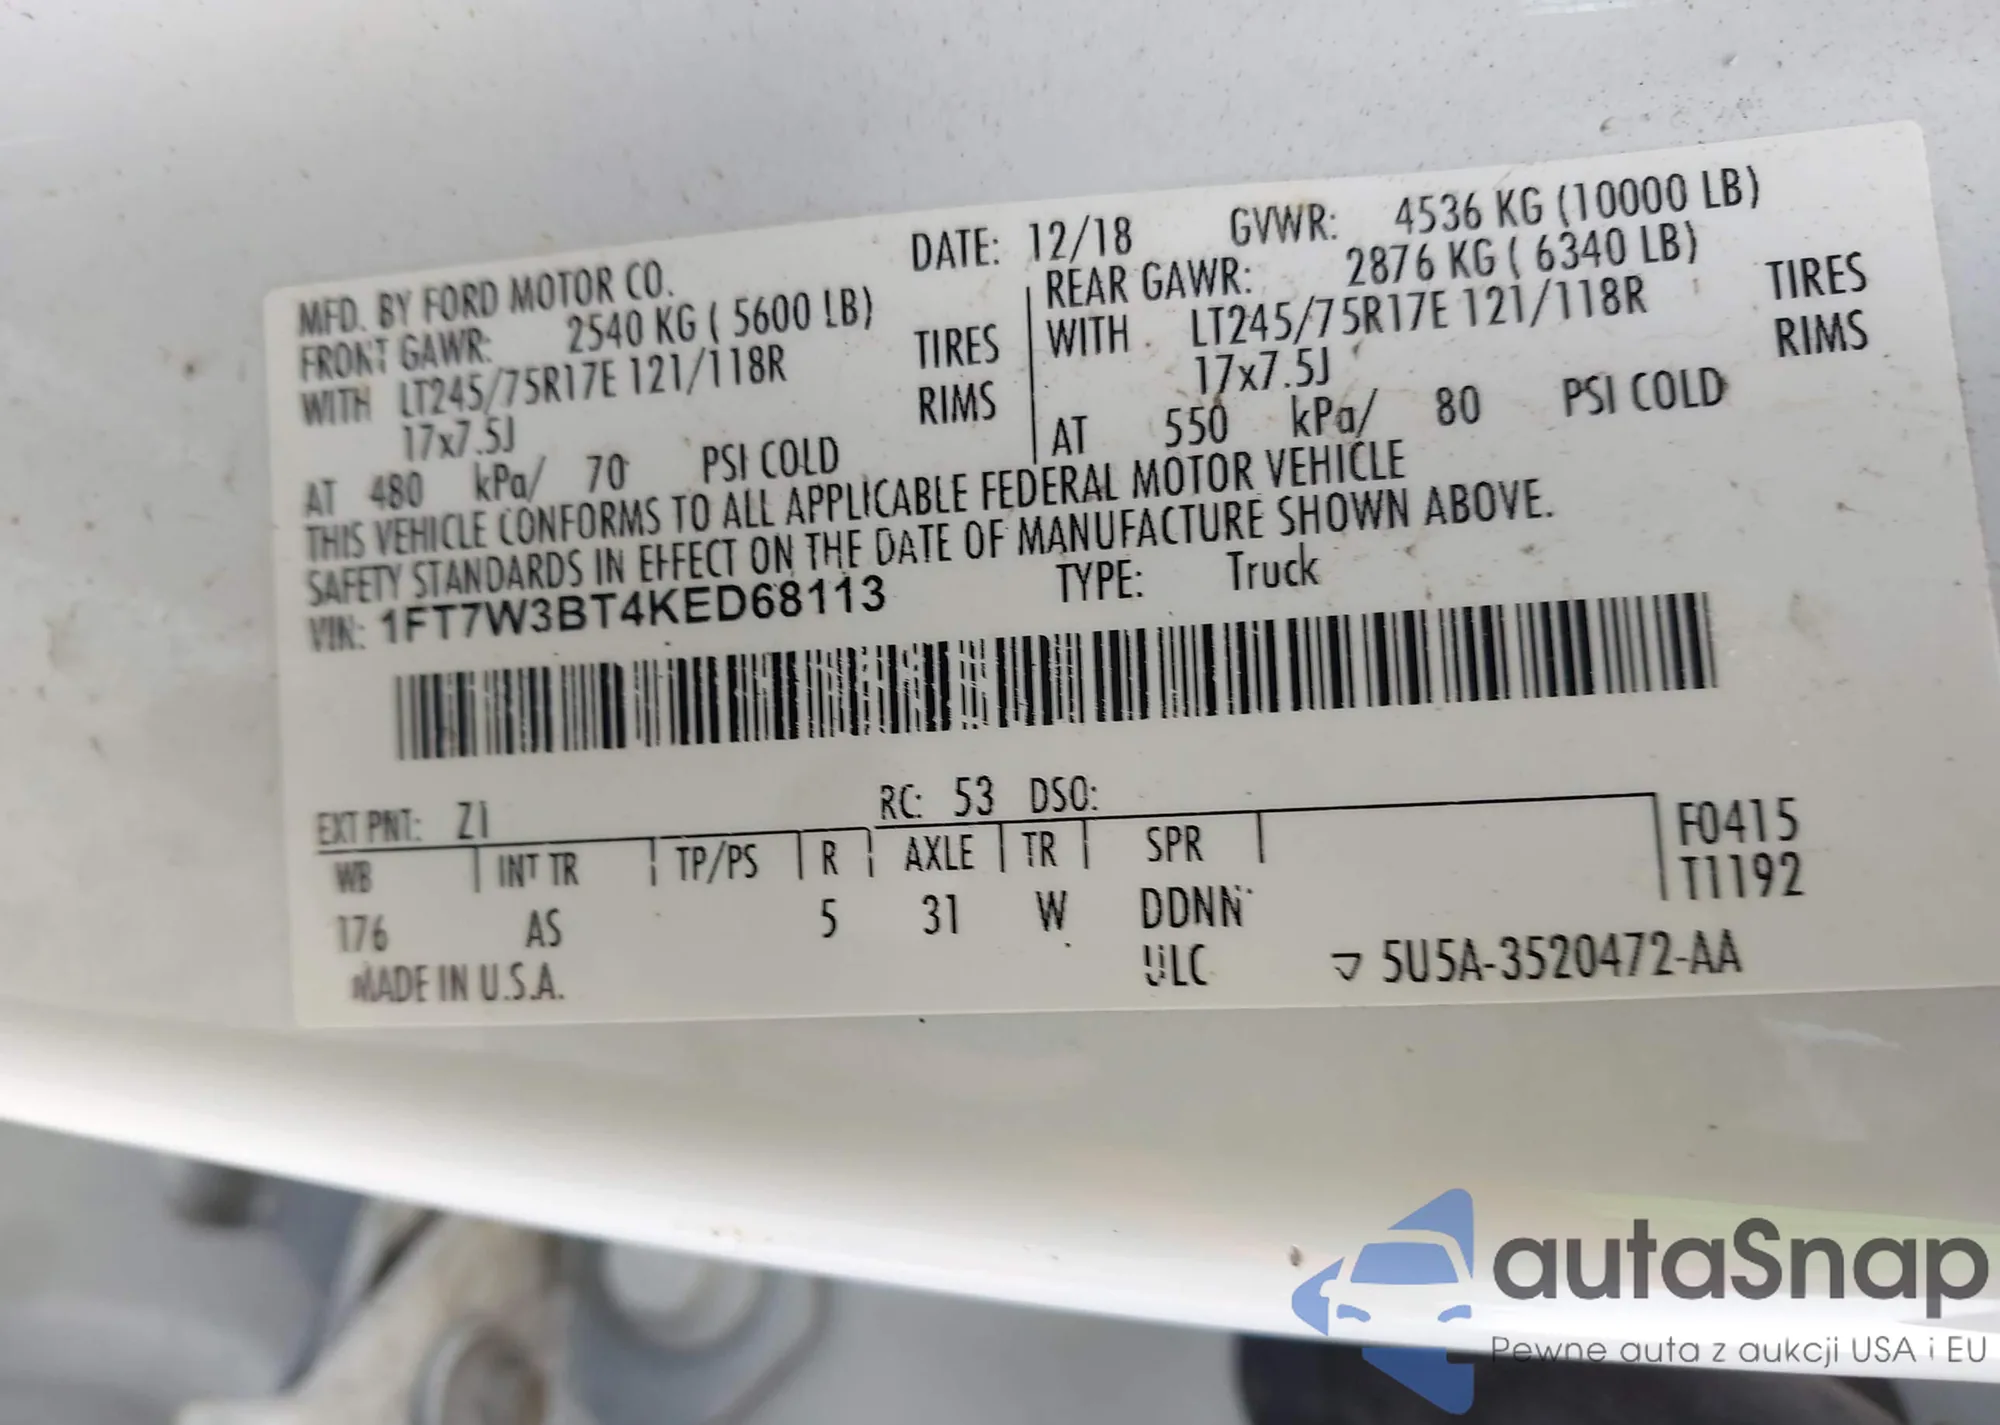 MFD. BY FORD MOTOR CO.
DATE: 12/18 GVWR: 4536 KG (10000 LB)
FRONT GAWR: 2540 KG ( 5600 LB)
WITH LT245/75R17E 121/118R TIRES
17x7.5J RIMS
AT 480 kPa/ 70 PSI COLD
REAR GAWR: 2876 KG ( 6340 LB)
WITH LT245/75R17E 121/118R TIRES
17x7.5J RIMS
AT 550 kPa/ 80 PSI COLD
THIS VEHICLE CONFORMS TO ALL APPLICABLE FEDERAL MOTOR VEHICLE
SAFETY STANDARDS IN EFFECT ON THE DATE OF MANUFACTURE SHOWN ABOVE.
VIN: 1FT7W3BT4KED68113 TYPE: Truck
EXT PNT: Z1 RC: 53 DSO:
WB INT TR TP/PS R AXLE TR SPR
176 AS 5 31 W DDNN
ULC
F0415
T1192
MADE IN U.S.A.
5U5A-3520472-AA
autaSnap
Pewne auta z aukcji USA i EU